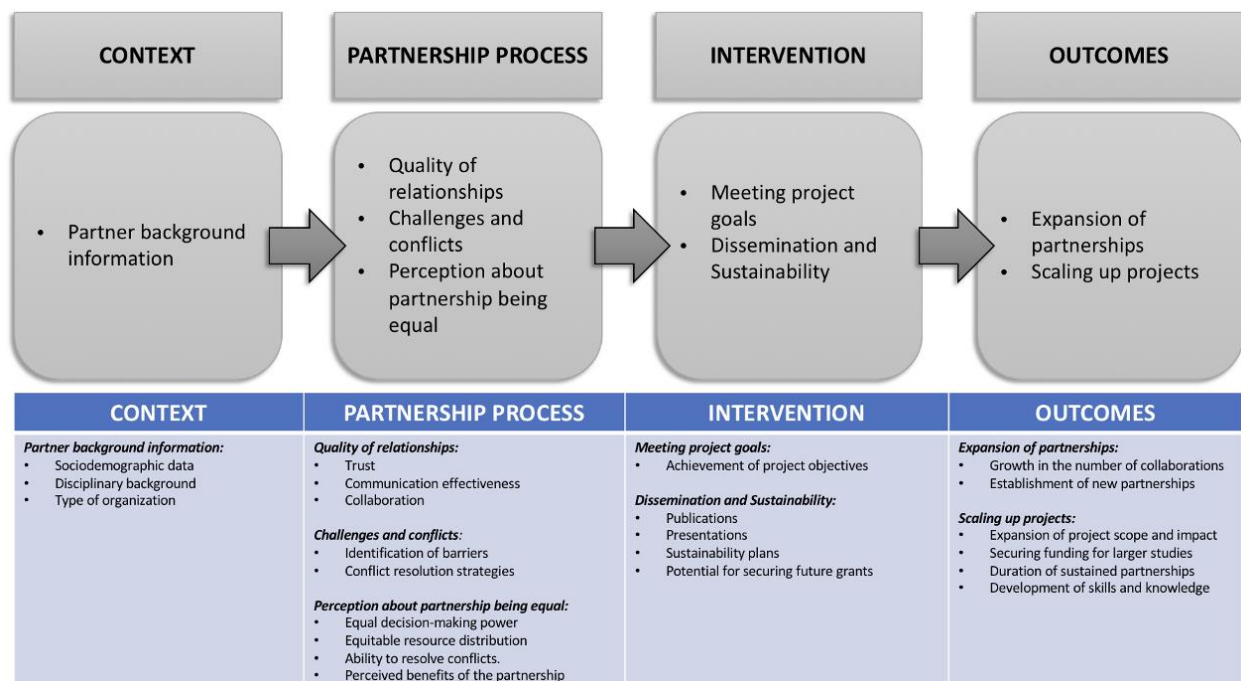 CONTEXT
PARTNERSHIP PROCESS
INTERVENTION
OUTCOMES
• Partner background
information
• Quality of
relationships
• Challenges and
conflicts
• Perception about
partnership being
equal
• Meeting project
goals
• Dissemination and
Sustainability
• Expansion of
partnerships
• Scaling up projects
CONTEXT
Partner background information:
• Sociodemographic data
• Disciplinary background
• Type of organization
PARTNERSHIP PROCESS
Quality of relationships:
• Trust
• Communication effectiveness
• Collaboration
Challenges and conflicts:
• Identification of barriers
• Conflict resolution strategies
Perception about partnership being equal:
• Equal decision-making power
• Equitable resource distribution
• Ability to resolve conflicts.
• Perceived benefits of the partnership
INTERVENTION
Meeting project goals:
• Achievement of project objectives
Dissemination and Sustainability:
• Publications
• Presentations
• Sustainability plans
• Potential for securing future grants
OUTCOMES
Expansion of partnerships:
• Growth in the number of collaborations
• Establishment of new partnerships
Scaling up projects:
• Expansion of project scope and impact
• Securing funding for larger studies
• Duration of sustained partnerships
• Development of skills and knowledge